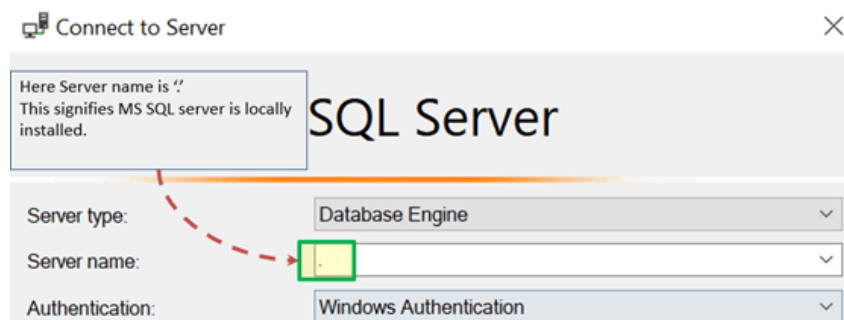 Connect to Server
Here Server name is ‘.’
This signifies MS SQL server is locally
installed.
SQL Server
Server type:
Database Engine
Server name:
.
Authentication:
Windows Authentication